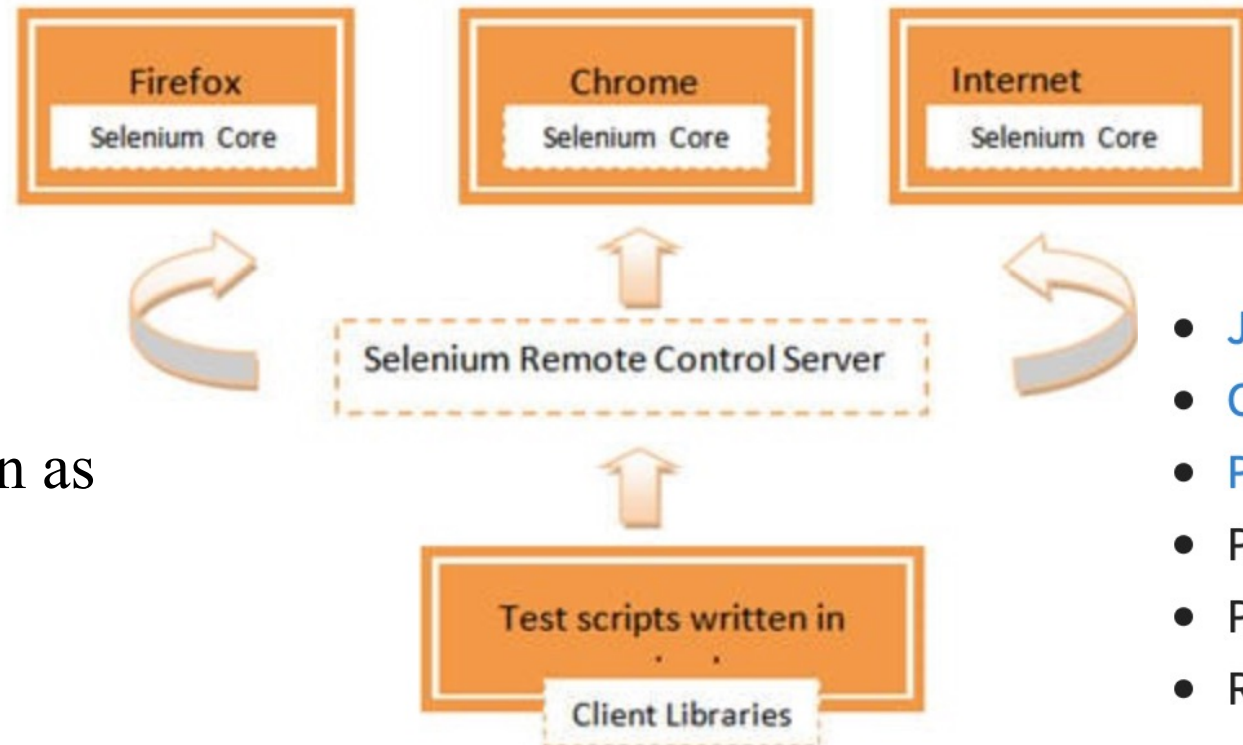 Firefox
Selenium Core
Chrome
Selenium Core
Internet
Selenium Core
Selenium Remote Control Server
n as
Test scripts written in
Client Libraries
• J
•
• P
• P
• P
• R